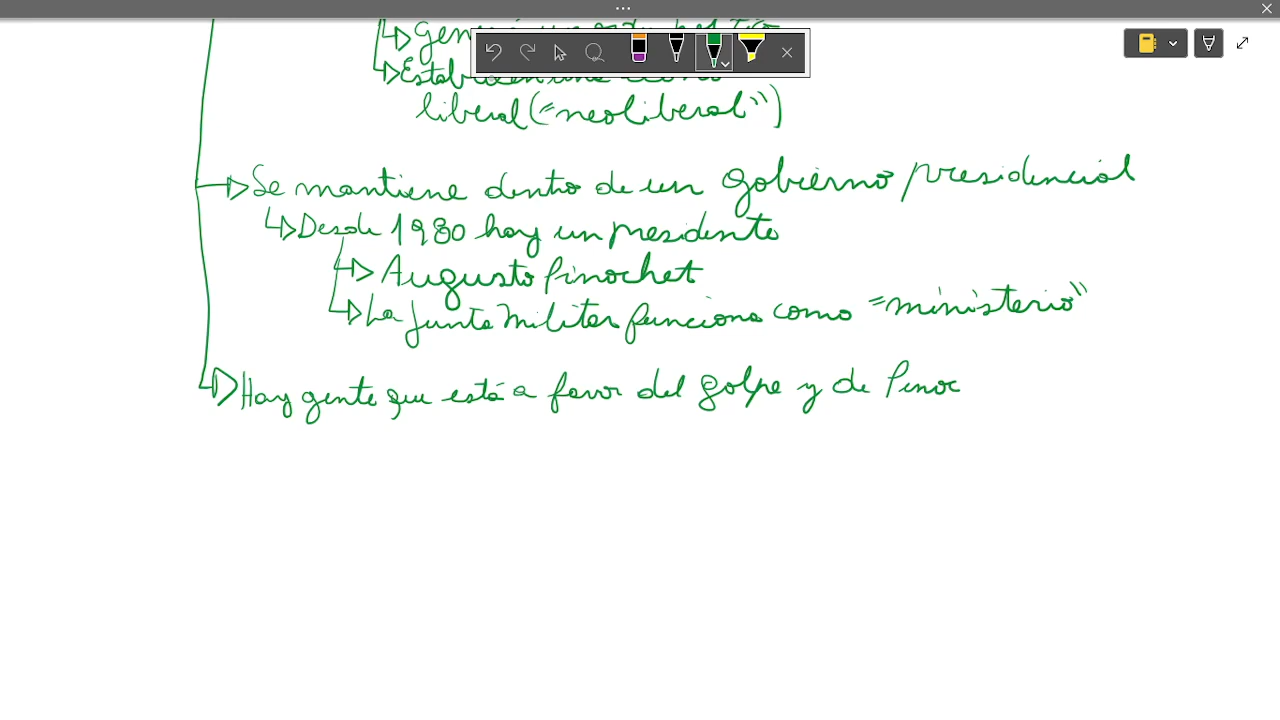 liberal ("neoliberal")
Se mantiene dentro de un gobierno presidencial
Desde 1980 hay un presidente
Augusto Pinochet
La Junta Militar funciona como "ministerio"
Hay gente que está a favor del golpe y de Pinoc